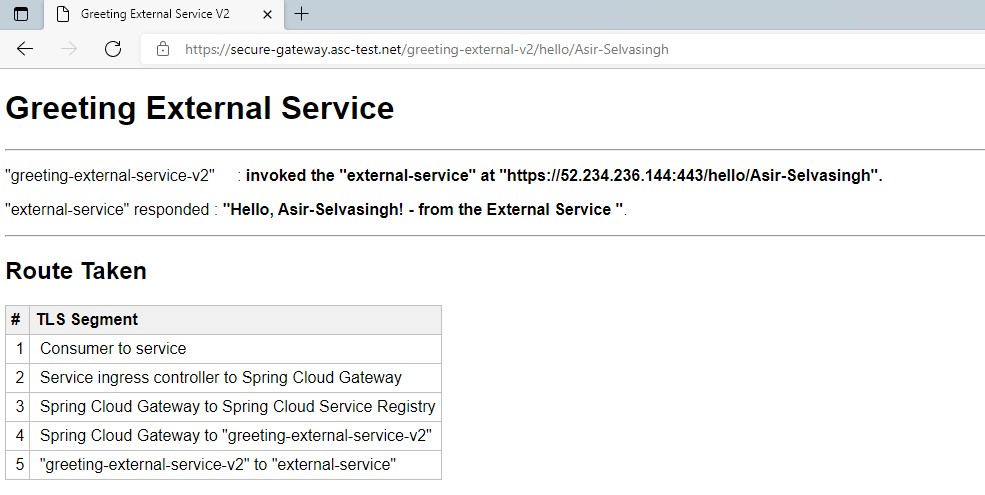 Greeting External Service V2
https://secure-gateway.asc-test.net/greeting-external-v2/hello/Asir-Selvasingh
Greeting External Service
"greeting-external-service-v2" : invoked the "external-service" at "https://52.234.236.144:443/hello/Asir-Selvasingh".
"external-service" responded : "Hello, Asir-Selvasingh! - from the External Service ".
Route Taken
# TLS Segment
1 Consumer to service
2 Service ingress controller to Spring Cloud Gateway
3 Spring Cloud Gateway to Spring Cloud Service Registry
4 Spring Cloud Gateway to "greeting-external-service-v2"
5 "greeting-external-service-v2" to "external-service"